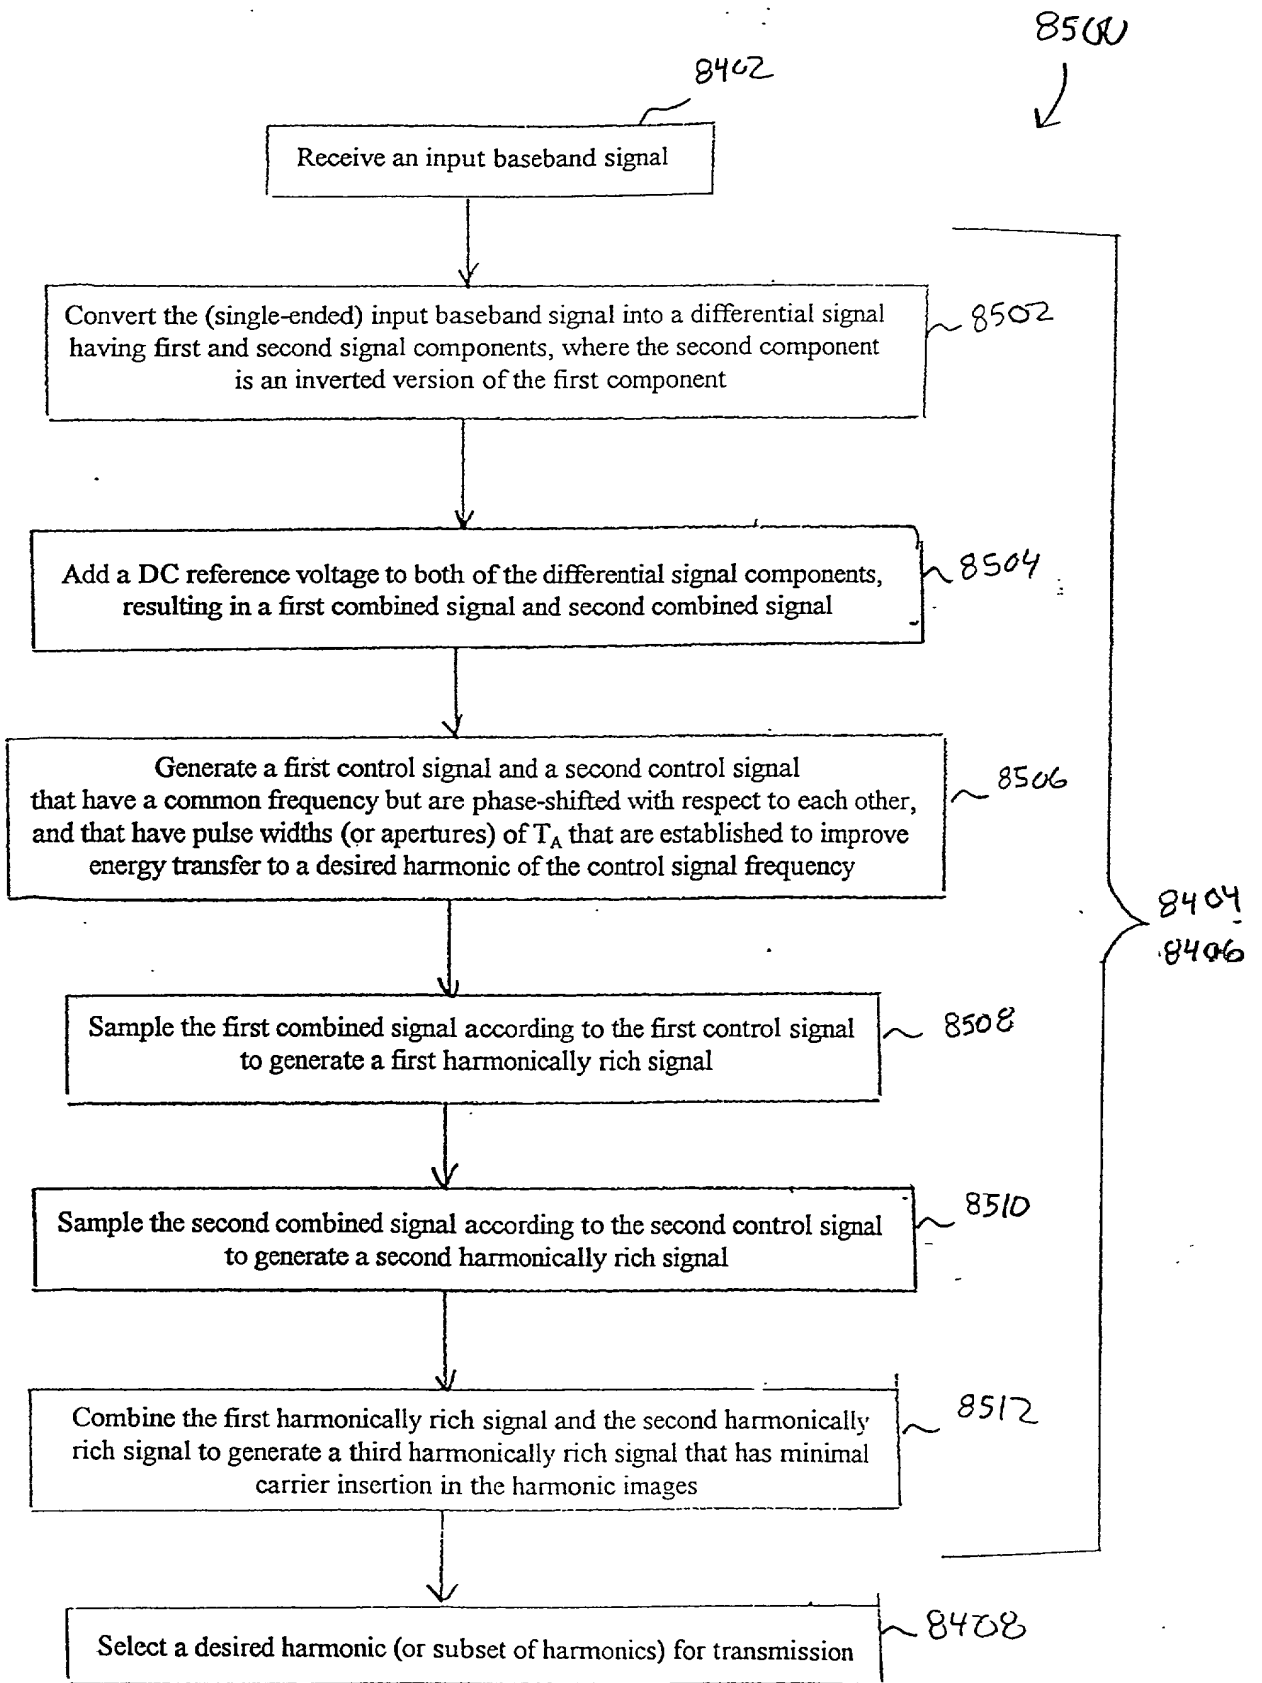 8500
8402
Receive an input baseband signal
Convert the (single-ended) input baseband signal into a differential signal
having first and second signal components, where the second component
is an inverted version of the first component
8502
Add a DC reference voltage to both of the differential signal components,
resulting in a first combined signal and second combined signal
8504
Generate a first control signal and a second control signal
that have a common frequency but are phase-shifted with respect to each other,
and that have pulse widths (or apertures) of TA that are established to improve
energy transfer to a desired harmonic of the control signal frequency
8506
8404
8406
Sample the first combined signal according to the first control signal
to generate a first harmonically rich signal
8508
Sample the second combined signal according to the second control signal
to generate a second harmonically rich signal
8510
Combine the first harmonically rich signal and the second harmonically
rich signal to generate a third harmonically rich signal that has minimal
carrier insertion in the harmonic images
8512
Select a desired harmonic (or subset of harmonics) for transmission
8408